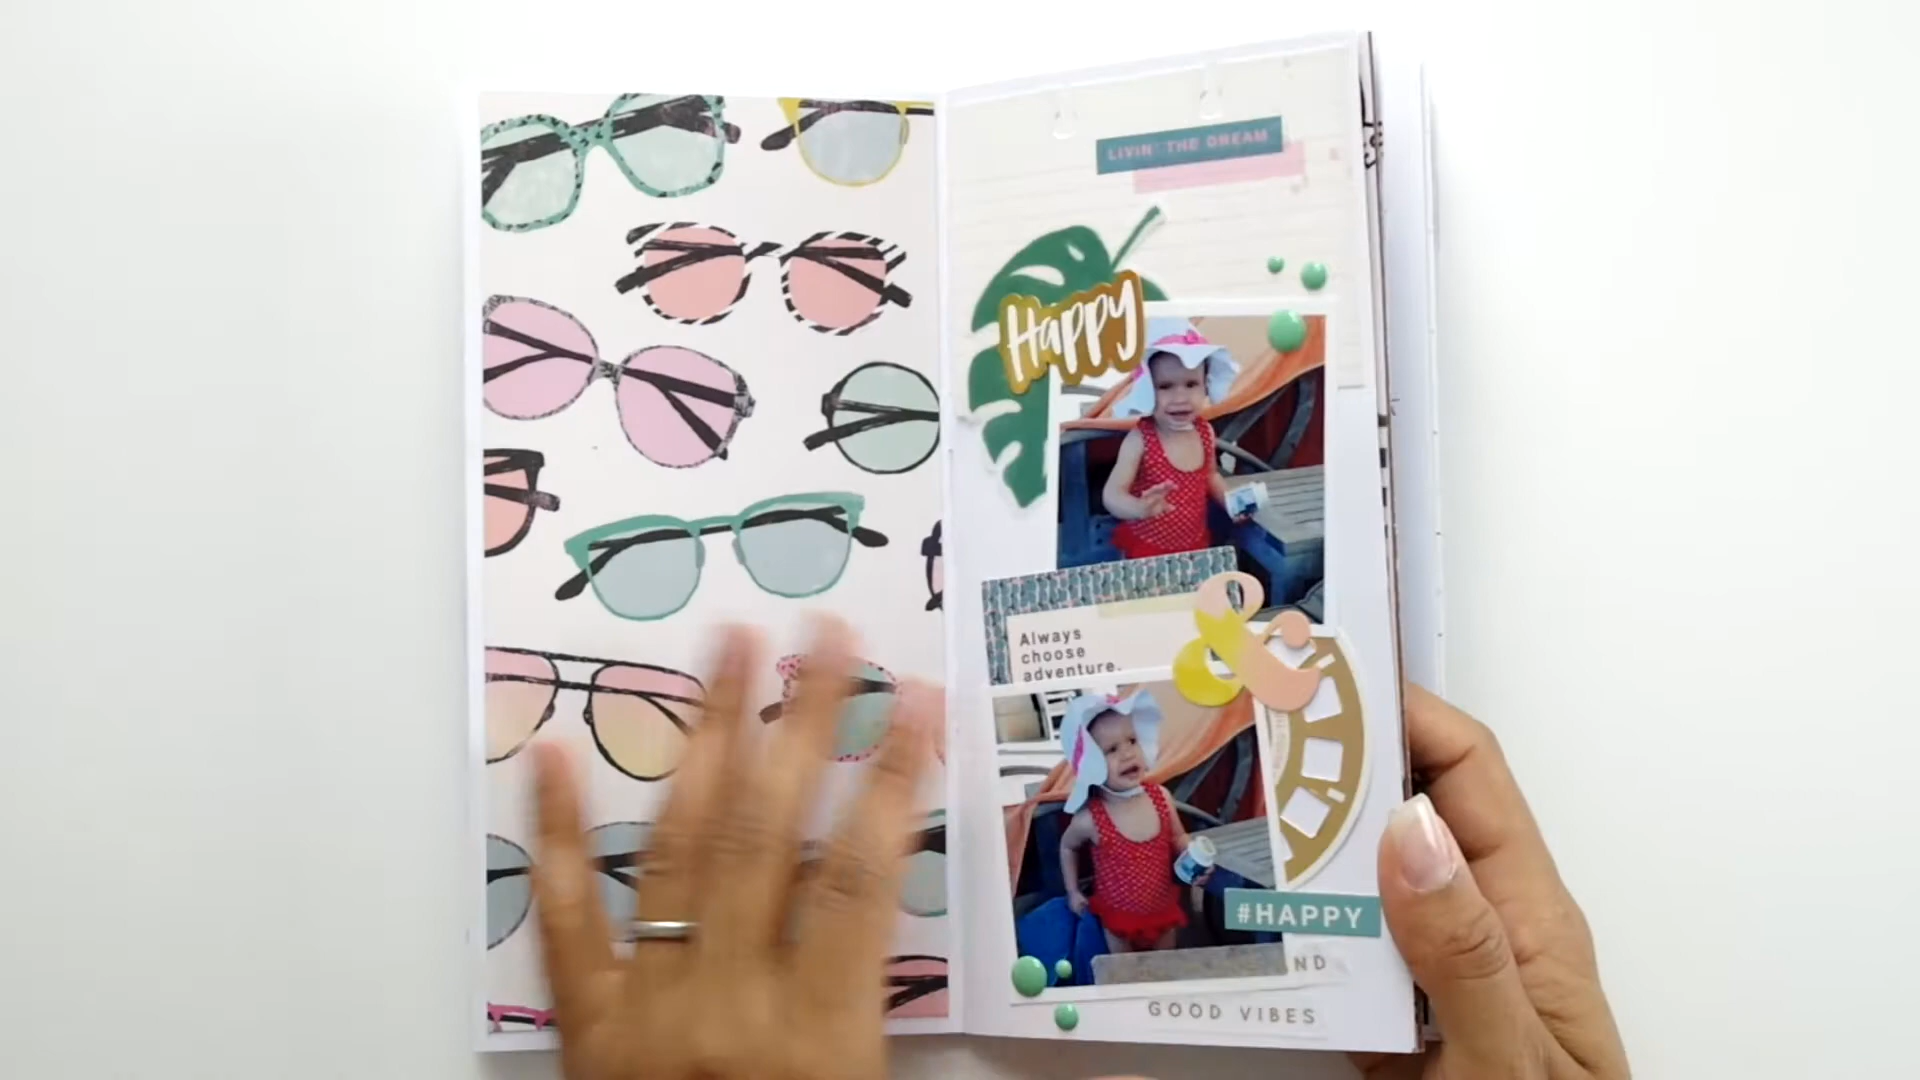 LIVIN' THE DREAM
Happy
Always
choose
adventure.
&
#HAPPY
ND
GOOD VIBES